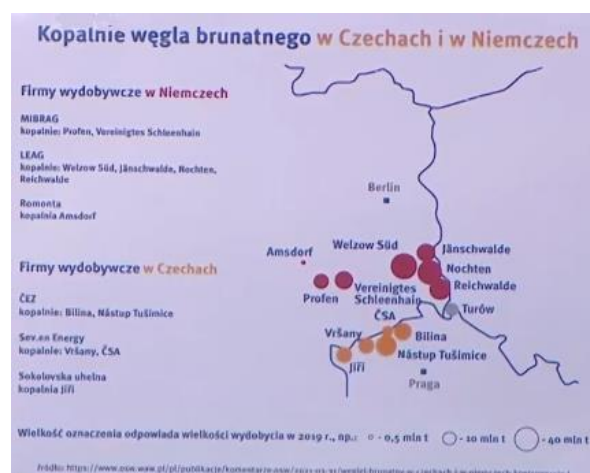 Kopalnie węgla brunatnego w Czechach i w Niemczech
Firmy wydobywcze w Niemczech
MIBRAG
kopalnie: Profen, Vereinigtes Schleenhain
LEAG
kopalnie: Welzow Süd, Jänschwalde, Nochten,
Reichwalde
Romonta
kopalnia Amsdorf
Firmy wydobywcze w Czechach
ČEZ
kopalnie: Bilina, Nástup Tušimice
Sev.en Energy
kopalnie: Vršany, ČSA
Sokolovska uhelna
kopalnia Jiří
Berlin
Welzow Süd
Jänschwalde
Amsdorf
Nochten
Reichwalde
Profen
Vereinigtes
Schleenhain
Turów
ČSA
Vršany
Bilina
Nástup Tušimice
Jiří
Praga
Wielkość oznaczenia odpowiada wielkości wydobycia w 2019 r., np.: - 0,5 mln t - 10 mln t - 40 mln t